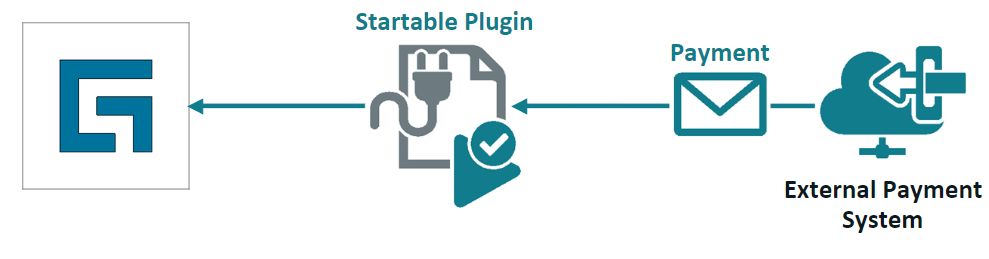 Startable Plugin
Payment
External Payment
System